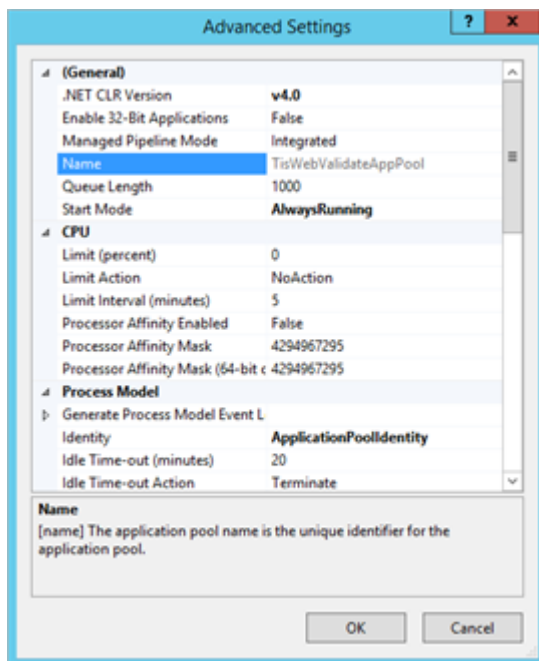 Advanced Settings
? x
(General)
.NET CLR Version v4.0
Enable 32-Bit Applications False
Managed Pipeline Mode Integrated
Name TisWebValidateAppPool
Queue Length 1000
Start Mode AlwaysRunning
CPU
Limit (percent) 0
Limit Action NoAction
Limit Interval (minutes) 5
Processor Affinity Enabled False
Processor Affinity Mask 4294967295
Processor Affinity Mask (64-bit c 4294967295
Process Model
Generate Process Model Event L
Identity ApplicationPoolIdentity
Idle Time-out (minutes) 20
Idle Time-out Action Terminate
Name
[name] The application pool name is the unique identifier for the
application pool.
OK Cancel